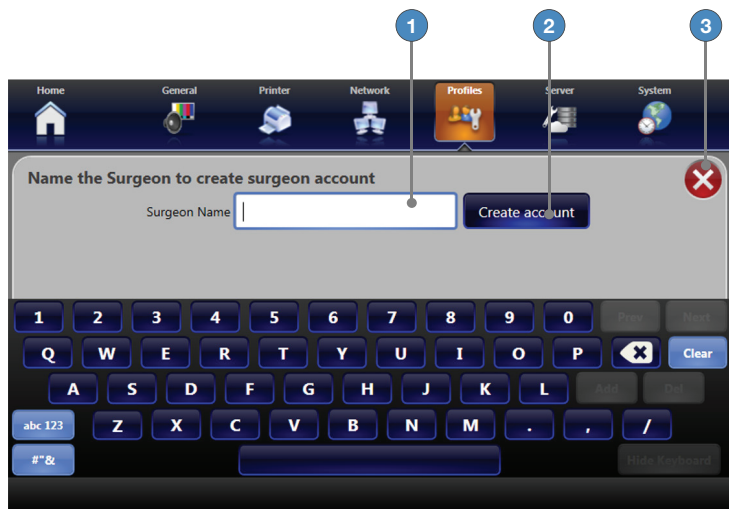 1 2 3
Home General Printer Network Profiles Server System
Name the Surgeon to create surgeon account
Surgeon Name Create account
1 2 3 4 5 6 7 8 9 0 Prev Next
Q W E R T Y U I O P Clear
A S D F G H J K L Add Del
abc 123 Z X C V B N M . , /
#"& Hide Keyboard